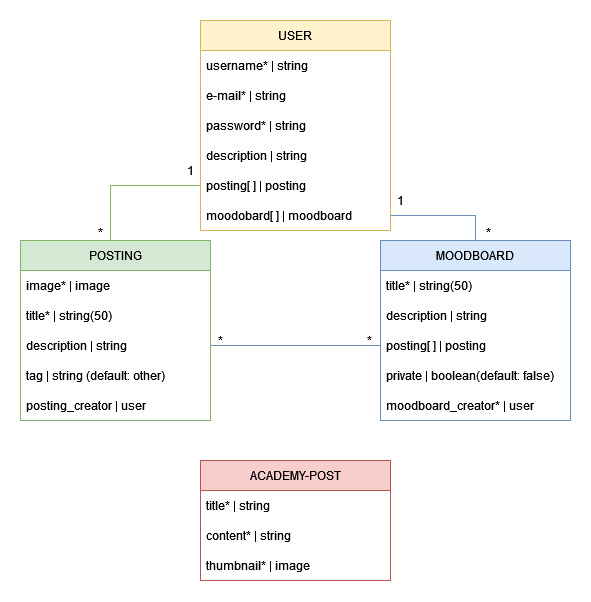 USER
username* | string
e-mail* | string
password* | string
description | string
posting[ ] | posting
moodobard[ ] | moodboard
1
1
*
*
POSTING
image* | image
title* | string(50)
description | string
tag | string (default: other)
posting_creator | user
MOODBOARD
title* | string(50)
description | string
posting[ ] | posting
private | boolean(default: false)
moodboard_creator* | user
*
*
ACADEMY-POST
title* | string
content* | string
thumbnail* | image